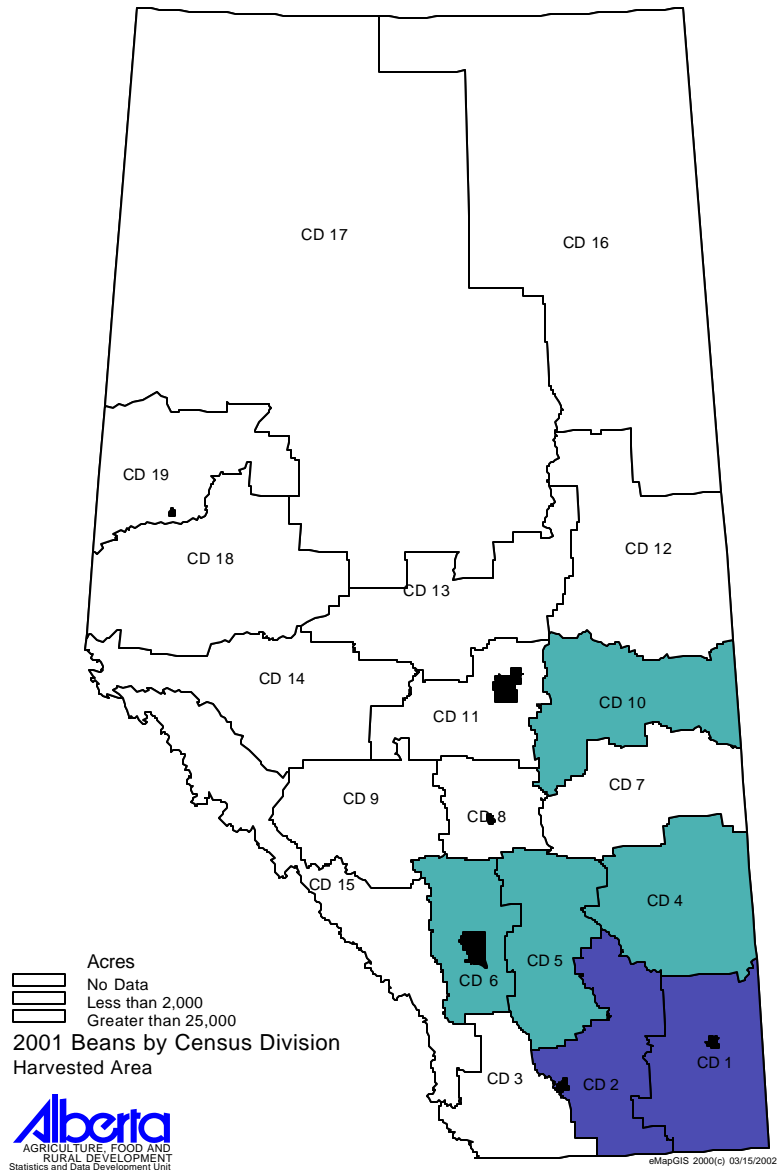 CD 17
CD 16
CD 19
CD 18
CD 12
CD 13
CD 14
CD 10
CD 11
CD 7
CD 9
CD 8
CD 15
CD 4
CD 5
CD 6
CD 1
CD 3
CD 2
Acres
No Data
Less than 2,000
Greater than 25,000
2001 Beans by Census Division
Harvested Area
Alberta
AGRICULTURE, FOOD AND
RURAL DEVELOPMENT
Statistics and Data Development Unit
eMapGIS 2000(c) 03/15/2002